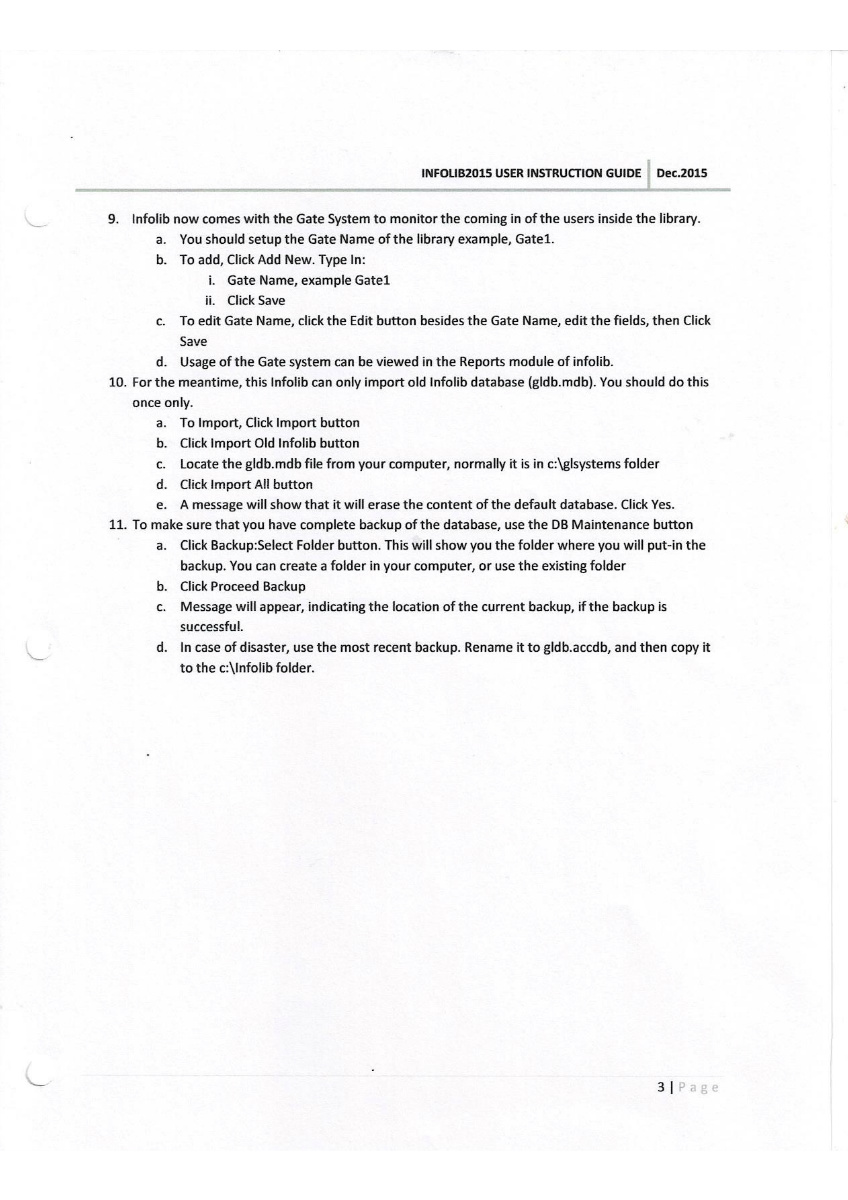 INFOLIB2015 USER INSTRUCTION GUIDE Dec.2015
9. Infolib now comes with the Gate System to monitor the coming in of the users inside the library.
a. You should setup the Gate Name of the library example, Gate1.
b. To add, Click Add New. Type In:
i. Gate Name, example Gate1
ii. Click Save
c. To edit Gate Name, click the Edit button besides the Gate Name, edit the fields, then Click
Save
d. Usage of the Gate system can be viewed in the Reports module of infolib.
10. For the meantime, this Infolib can only import old Infolib database (gldb.mdb). You should do this
once only.
a. To Import, Click Import button
b. Click Import Old Infolib button
c. Locate the gldb.mdb file from your computer, normally it is in c:\glsystems folder
d. Click Import All button
e. A message will show that it will erase the content of the default database. Click Yes.
11. To make sure that you have complete backup of the database, use the DB Maintenance button
a. Click Backup:Select Folder button. This will show you the folder where you will put-in the
backup. You can create a folder in your computer, or use the existing folder
b. Click Proceed Backup
c. Message will appear, indicating the location of the current backup, if the backup is
successful.
d. In case of disaster, use the most recent backup. Rename it to gldb.accdb, and then copy it
to the c:\Infolib folder.
3 | Page